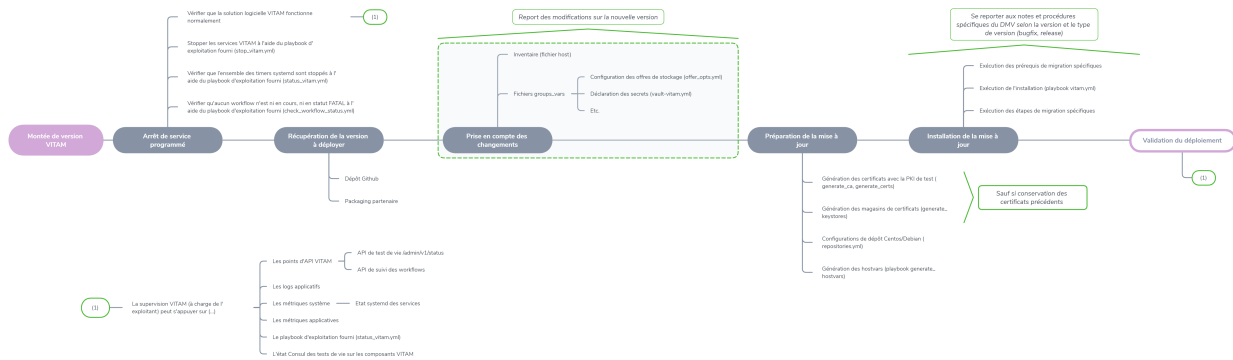 Vérifier que la solution logicielle VITAM fonctionne
normalement
(1)
Stopper les services VITAM à l'aide du playbook d'
exploitation fourni (stop_vitam.yml)
Vérifier que l'ensemble des timers systemd sont stoppés à l'
aide du playbook d'exploitation fourni (status_vitam.yml)
Vérifier qu'aucun workflow n'est ni en cours, ni en statut FATAL à l'
aide du playbook d'exploitation fourni (check_workflow_status.yml)
Report des modifications sur la nouvelle version
Inventaire (fichier host)
Fichiers groups_vars
Configuration des offres de stockage (offer_opts.yml)
Déclaration des secrets (vault-vitam.yml)
Etc.
Se reporter aux notes et procédures
spécifiques du DMV selon la version et le type
de version (bugfix, release)
Exécution des prérequis de migration spécifiques
Exécution de l'installation (playbook vitam.yml)
Exécution des étapes de migration spécifiques
Montée de version
VITAM
Arrêt de service
programmé
Récupération de la version
à déployer
Prise en compte des
changements
Préparation de la mise à
jour
Installation de la mise à
jour
Validation du déploiement
(1)
Dépôt Github
Packaging partenaire
Génération des certificats avec la PKI de test (
generate_ca, generate_certs)
Génération des magasins de certificats (generate_
keystores)
Configurations de dépôt Centos/Debian (
repositories.yml)
Génération des hostvars (playbook generate_
hostvars)
Sauf si conservation des
certificats précédents
(1)
La supervision VITAM (à charge de l'
exploitant) peut s'appuyer sur (...)
Les points d'API VITAM
API de test de vie /admin/v1/status
API de suivi des workflows
Les logs applicatifs
Les métriques système
Etat systemd des services
Les métriques applicatives
Le playbook d'exploitation fourni (status_vitam.yml)
L'état Consul des tests de vie sur les composants VITAM